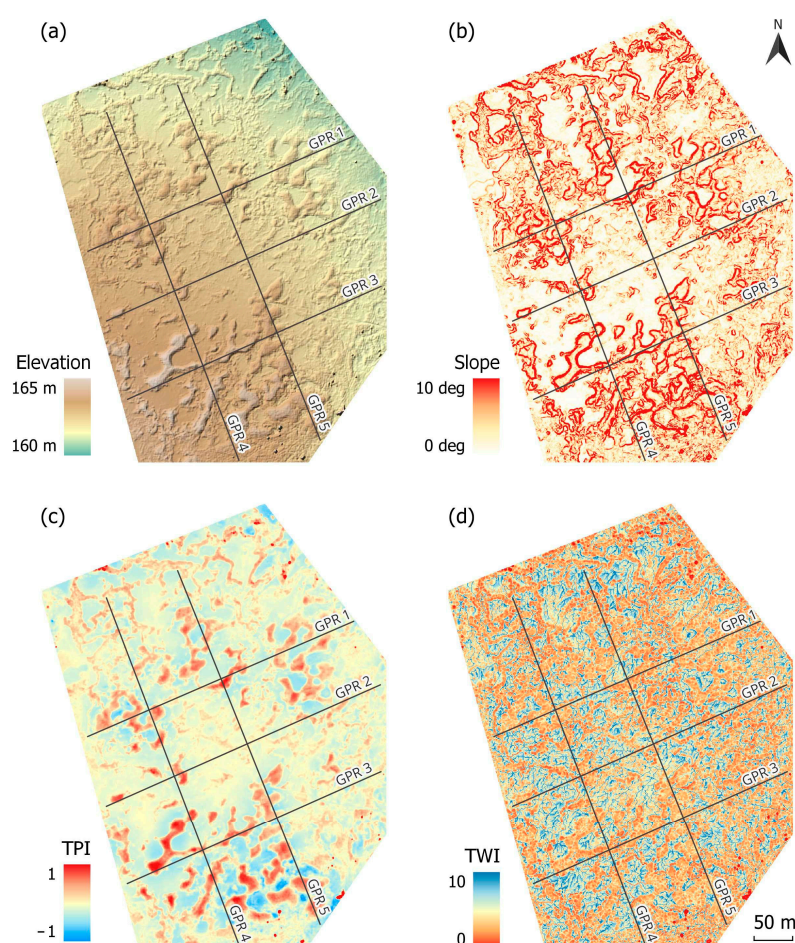 (a)
GPR 1
GPR 2
GPR 3
GPR 4
GPR 5
Elevation
165 m
160 m
(b)
N
GPR 1
GPR 2
GPR 3
GPR 4
GPR 5
Slope
10 deg
0 deg
(c)
GPR 1
GPR 2
GPR 3
GPR 4
GPR 5
TPI
1
−1
(d)
GPR 1
GPR 2
GPR 3
GPR 4
GPR 5
TWI
10
0
50 m